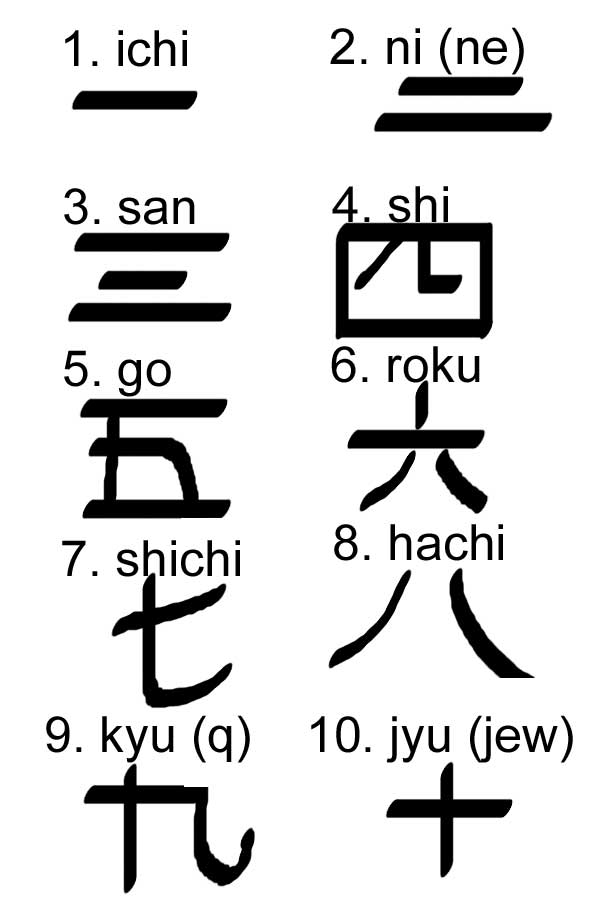 1. ichi 2. ni (ne)
一 二
3. san 4. shi
三 四
5. go 6. roku
五 六
7. shichi 8. hachi
七 八
9. kyu (q) 10. jyu (jew)
九 十